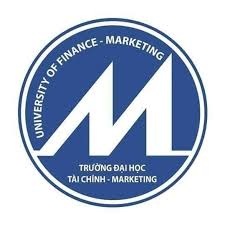 UNIVERSITY OF FINANCE - MARKETING
TRƯỜNG ĐẠI HỌC
TÀI CHÍNH - MARKETING